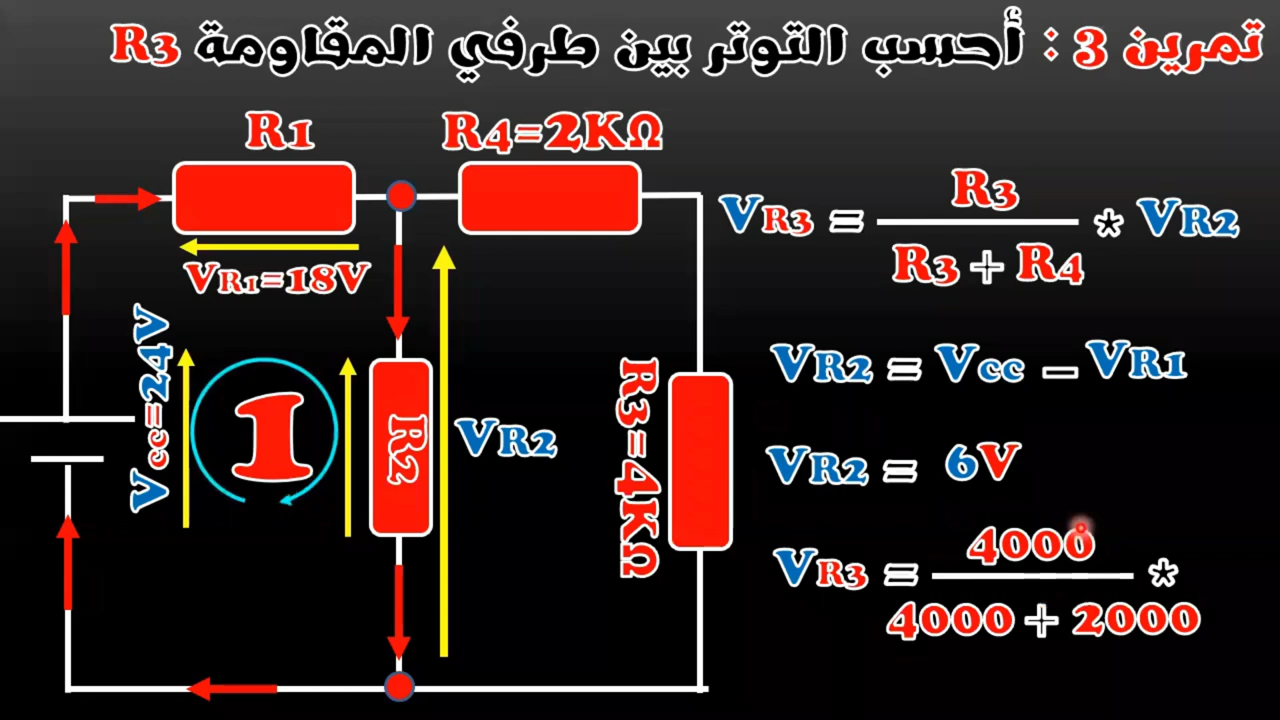 تمرين 3 : أحسب التوتر بين طرفي المقاومة R3
R1
R4=2KΩ
VR1=18V
Vcc=24V
1
R2
VR2
R3=4KΩ
VR3 = R3 / R3 + R4 * VR2
VR2 = Vcc - VR1
VR2 = 6V
VR3 = 4000 / 4000 + 2000 *